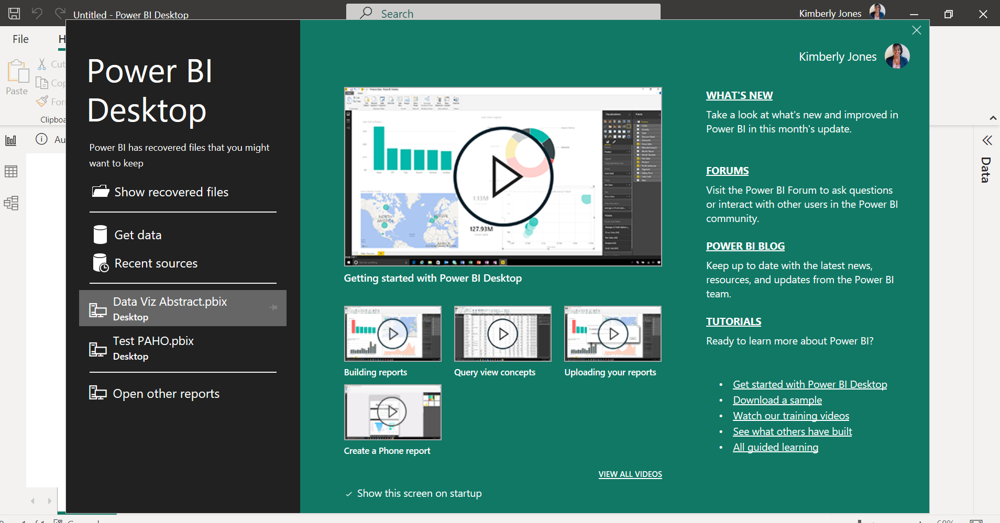 Untitled - Power BI Desktop
Search
Kimberly Jones
File
H
Paste
Cut
Cop
For
Clipboa
Au
Data
Power BI
Desktop
Power BI has recovered files that you might
want to keep
Show recovered files
Get data
Recent sources
Data Viz Abstract.pbix
Desktop
Test PAHO.pbix
Desktop
Open other reports
Kimberly Jones
NORTH
AMERICA
EUROPE
AFRICA
1.13M
127.93M
Getting started with Power BI Desktop
Building reports
Query view concepts
Uploading your reports
Create a Phone report
VIEW ALL VIDEOS
Show this screen on startup
WHAT'S NEW
Take a look at what's new and improved in
Power BI in this month's update.
FORUMS
Visit the Power BI Forum to ask questions
or interact with other users in the Power BI
community.
POWER BI BLOG
Keep up to date with the latest news,
resources, and updates from the Power BI
team.
TUTORIALS
Ready to learn more about Power BI?
• Get started with Power BI Desktop
• Download a sample
• Watch our training videos
• See what others have built
• All guided learning